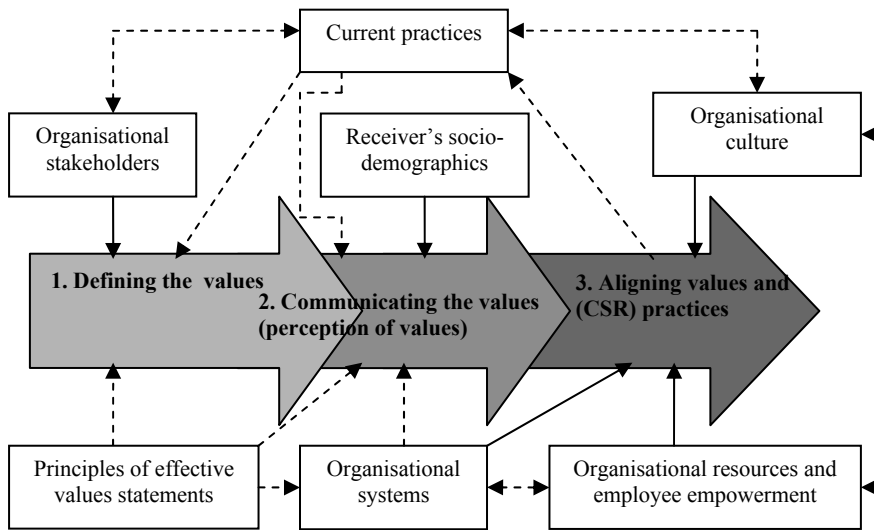 Current practices
Organisational
stakeholders
Receiver's socio-
demographics
Organisational
culture
1. Defining the values
2. Communicating the values
(perception of values)
3. Aligning values and
(CSR) practices
Principles of effective
values statements
Organisational
systems
Organisational resources and
employee empowerment